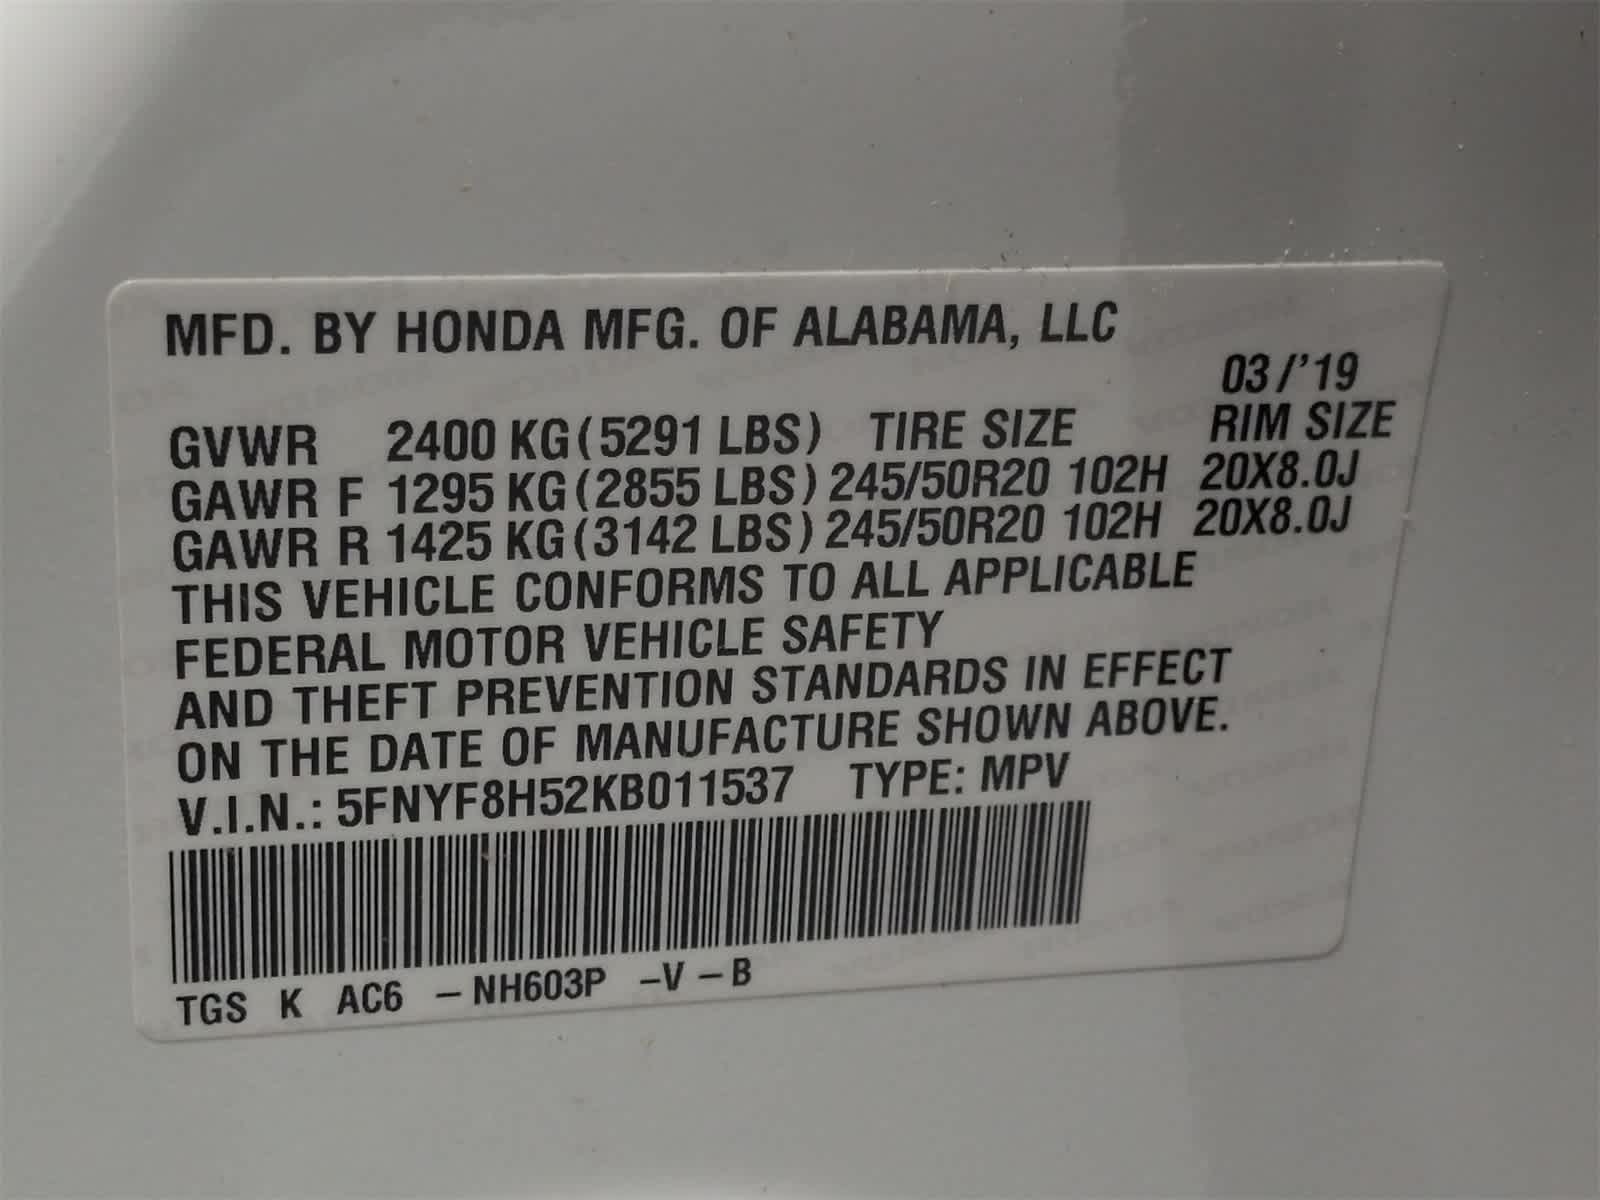 MFD. BY HONDA MFG. OF ALABAMA, LLC
03/'19
GVWR 2400 KG(5291 LBS) TIRE SIZE RIM SIZE
GAWR F 1295 KG(2855 LBS) 245/50R20 102H 20X8.0J
GAWR R 1425 KG(3142 LBS) 245/50R20 102H 20X8.0J
THIS VEHICLE CONFORMS TO ALL APPLICABLE
FEDERAL MOTOR VEHICLE SAFETY
AND THEFT PREVENTION STANDARDS IN EFFECT
ON THE DATE OF MANUFACTURE SHOWN ABOVE.
V.I.N.: 5FNYF8H52KB011537 TYPE: MPV
TGS K AC6 -NH603P -V-B